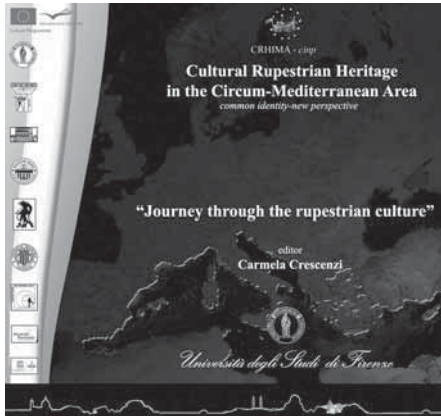 CRHIMA - cinp
Cultural Rupestrian Heritage
in the Circum-Mediterranean Area
common identity-new perspective
“Journey through the rupestrian culture”
editor
Carmela Crescenzi
Università degli Studi di Firenze